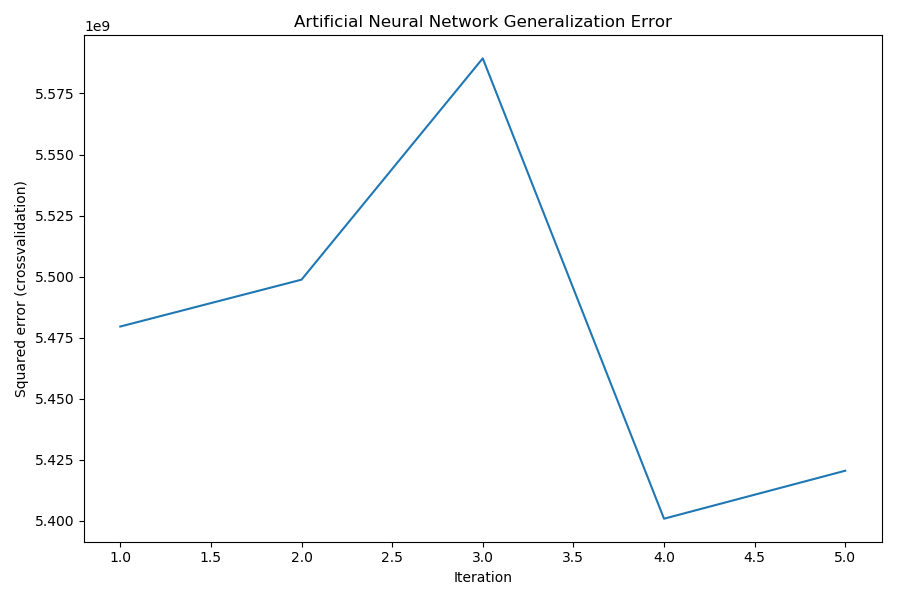 Artificial Neural Network Generalization Error
1e9
5.575
5.550
5.525
5.500
5.475
5.450
5.425
5.400
Squared error (crossvalidation)
1.0 1.5 2.0 2.5 3.0 3.5 4.0 4.5 5.0
Iteration